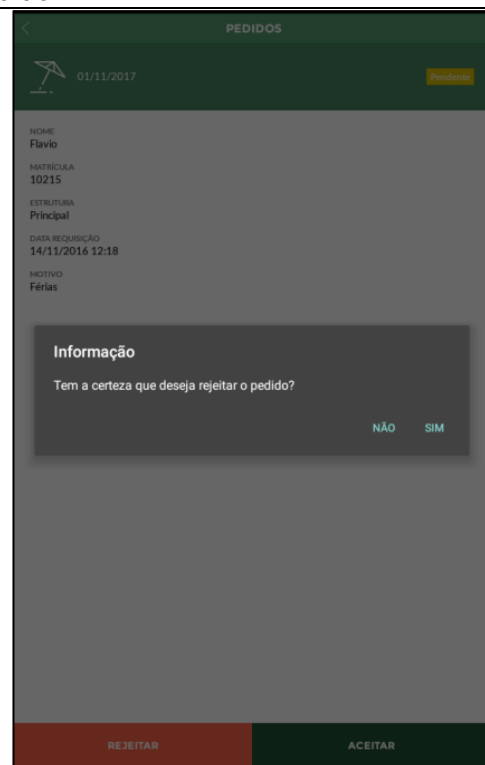 PEDIDOS
01/11/2017
Pendente
NOME
Flavio
MATRÍCULA
10215
ESTRUTURA
Principal
DATA REQUISIÇÃO
14/11/2016 12:18
MOTIVO
Férias
Informação
Tem a certeza que deseja rejeitar o pedido?
NÃO SIM
REJEITAR ACEITAR